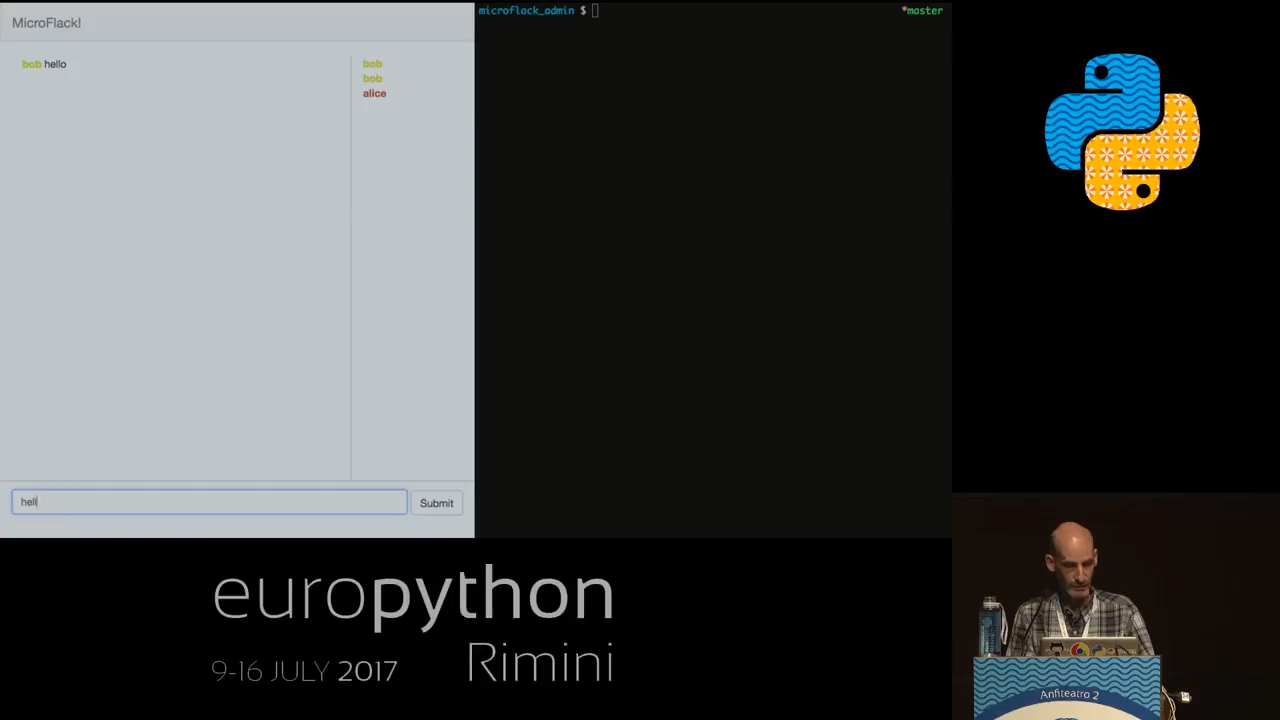 MicroFlack!
bob hello
bob
bob
alice
hell
Submit
microflack_admin $
*master
europython
9-16 JULY 2017
Rimini
Anfiteatro 2